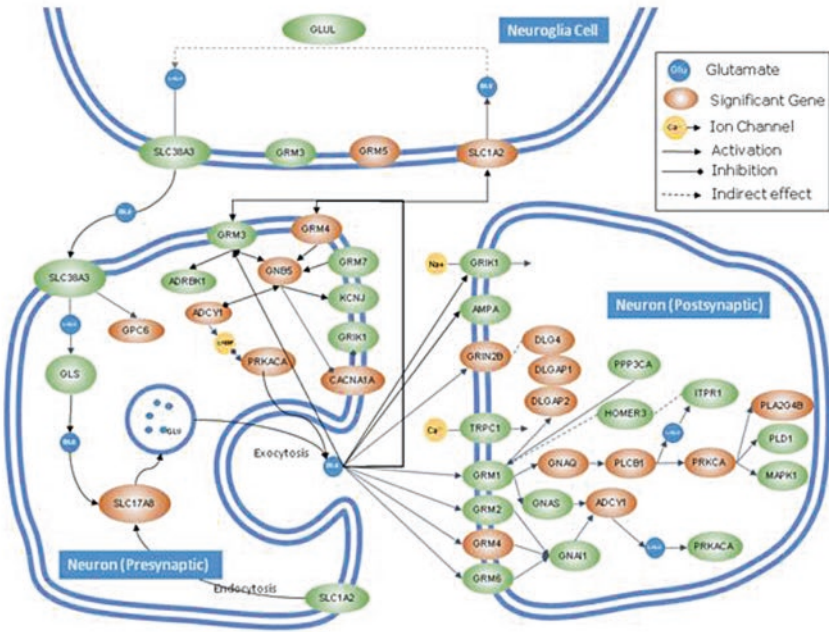 GLUL
Neuroglia Cell
Glu
Glutamate
Significant Gene
Ion Channel
Activation
Inhibition
Indirect effect
SLC38A3
GRM3
GRM5
SLC1A2
GRM3
GRM4
GRM7
ADRBK1
GNB5
KCNJ
ADCY1
GRIK1
PRKACA
CACNA1A
SLC38A3
GPC6
GLS
GLU
Exocytosis
SLC17A8
Neuron (Presynaptic)
Endocytosis
SLC1A2
Na+
GRIK1
Neuron (Postsynaptic)
AMPA
GRIN2B
DLG4
DLGAP1
DLGAP2
PPP3CA
HOMER3
ITPR1
TRPC1
PLA2G4B
GRM1
GNAQ
PLCB1
PRKCA
PLD1
MAPK1
GRM2
GNAS
ADCY1
GRM4
GNAI1
PRKACA
GRM6